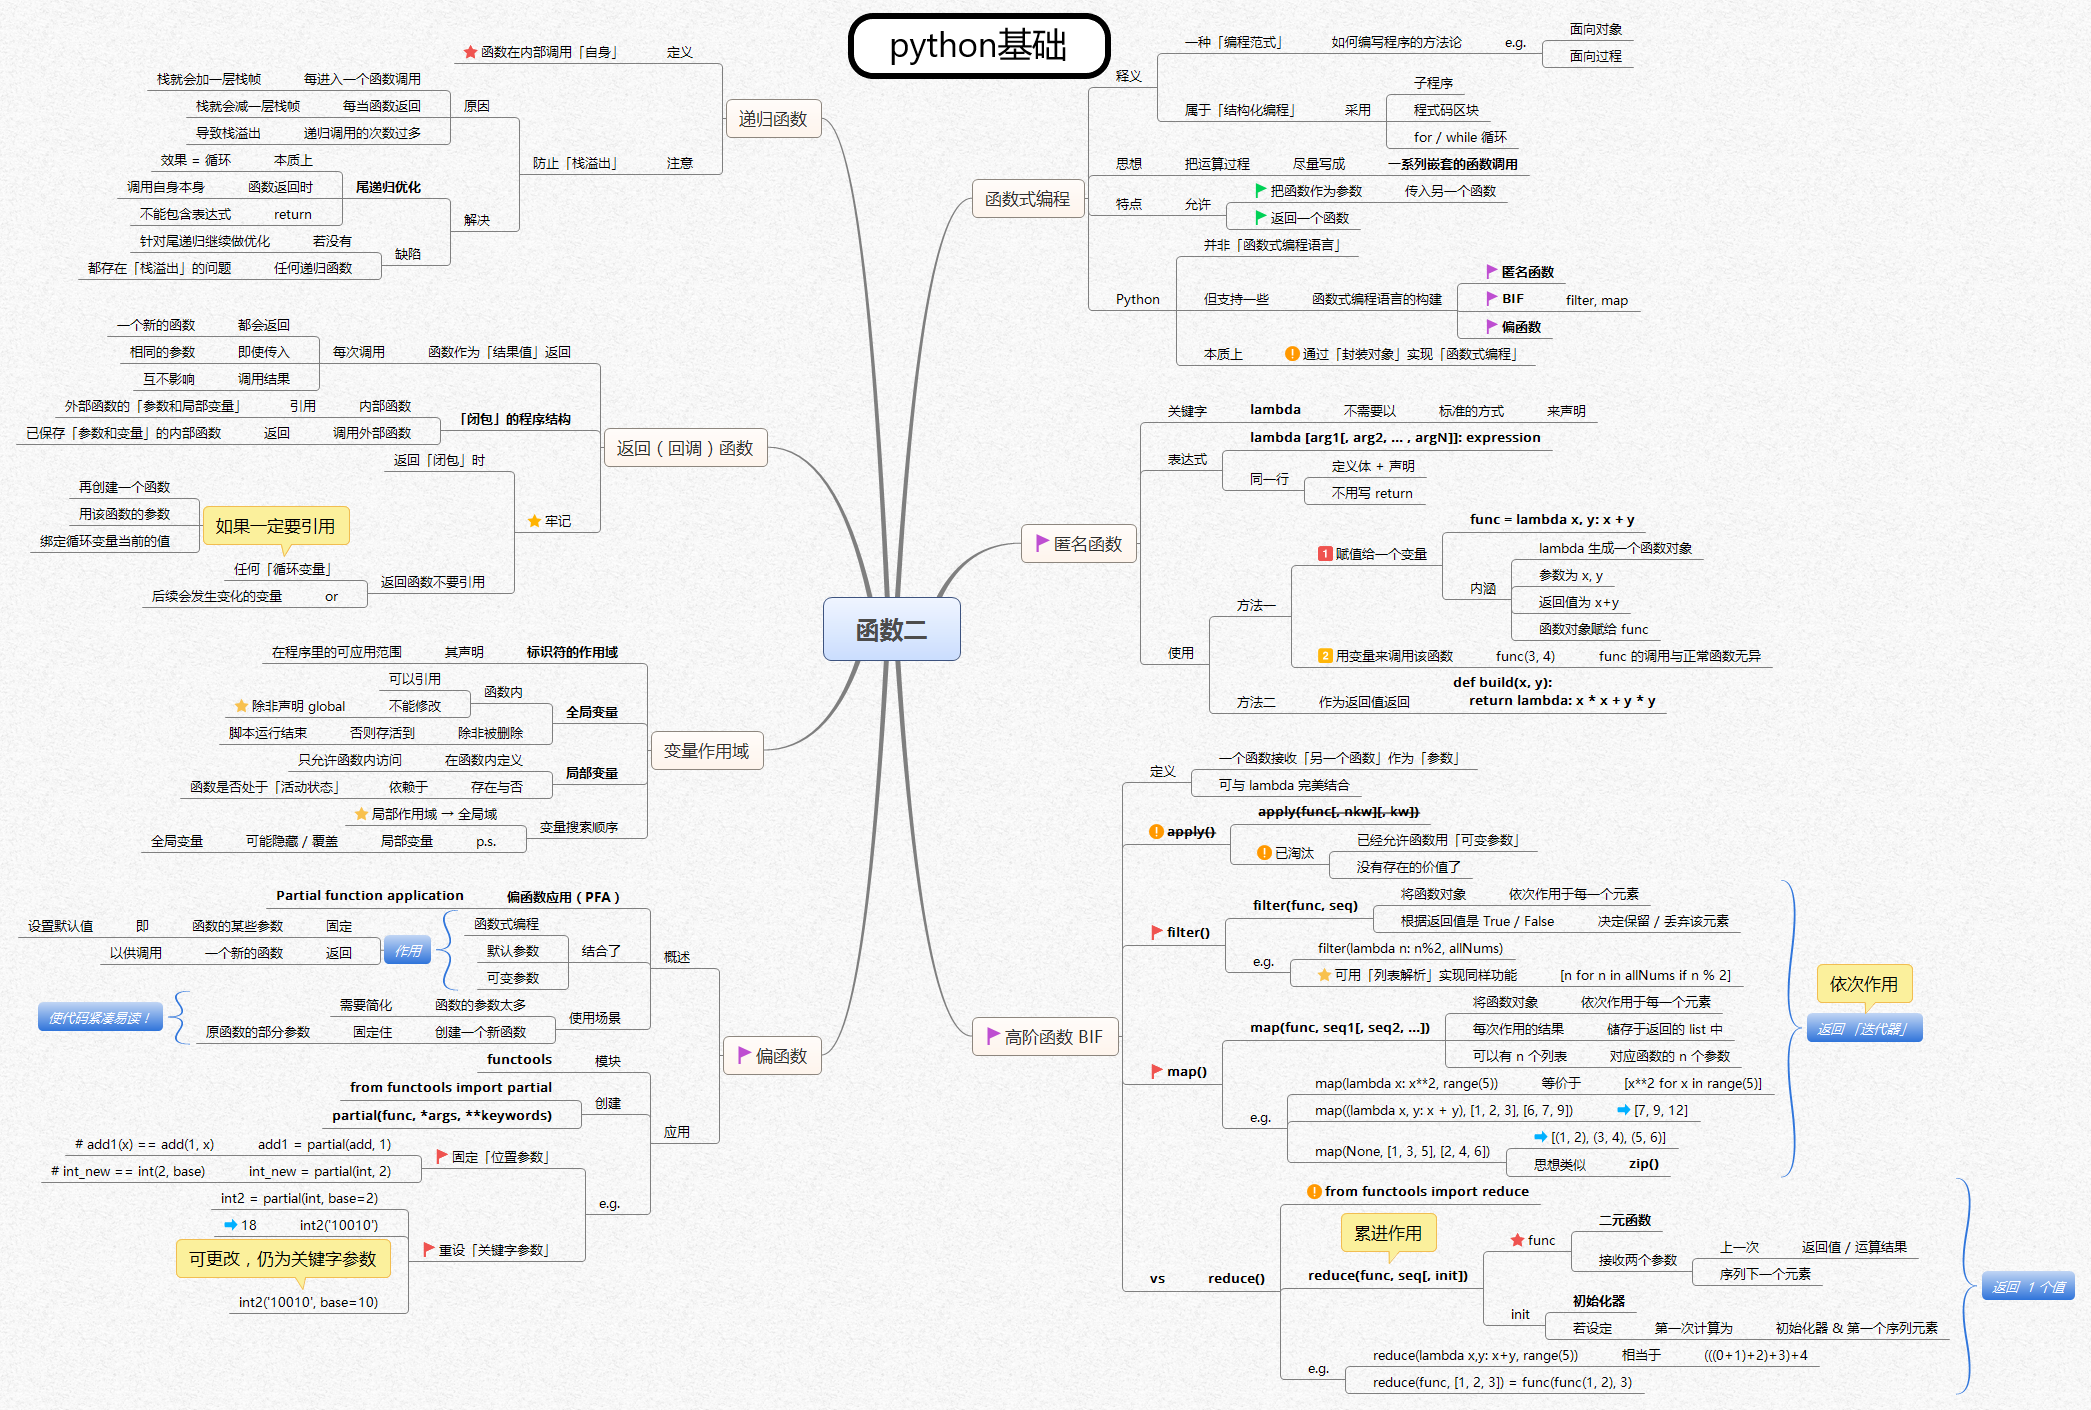 python基础
函数二
递归函数
定义
函数在内部调用「自身」
注意
防止「栈溢出」
原因
每进入一个函数调用
栈就会加一层栈帧
每当函数返回
栈就会减一层栈帧
递归调用的次数过多
导致栈溢出
解决
尾递归优化
本质上
效果 = 循环
函数返回时
调用自身本身
return
不能包含表达式
缺陷
若没有
针对尾递归继续做优化
任何递归函数
都存在「栈溢出」的问题
返回（回调）函数
函数作为「结果值」返回
每次调用
都会返回
一个新的函数
即使传入
相同的参数
调用结果
互不影响
「闭包」的程序结构
内部函数
引用
外部函数的「参数和局部变量」
调用外部函数
返回
已保存「参数和变量」的内部函数
牢记
返回「闭包」时
返回函数不要引用
任何「循环变量」
or
后续会发生变化的变量
如果一定要引用
再创建一个函数
用该函数的参数
绑定循环变量当前的值
变量作用域
标识符的作用域
其声明
在程序里的可应用范围
全局变量
函数内
可以引用
不能修改
除非声明 global
除非被删除
否则存活到
脚本运行结束
局部变量
在函数内定义
只允许函数内访问
存在与否
依赖于
函数是否处于「活动状态」
变量搜索顺序
局部作用域 → 全局域
p.s.
局部变量
可能隐藏 / 覆盖
全局变量
偏函数
概述
偏函数应用（PFA）
Partial function application
结合了
函数式编程
默认参数
可变参数
作用
固定
函数的某些参数
即
设置默认值
返回
一个新的函数
以供调用
使用场景
函数的参数太多
需要简化
创建一个新函数
固定住
原函数的部分参数
使代码紧凑易读！
应用
模块
functools
创建
from functools import partial
partial(func, *args, **keywords)
e.g.
固定「位置参数」
add1 = partial(add, 1)
# add1(x) == add(1, x)
int_new = partial(int, 2)
# int_new == int(2, base)
重设「关键字参数」
int2 = partial(int, base=2)
int2('10010')
18
可更改，仍为关键字参数
int2('10010', base=10)
函数式编程
释义
一种「编程范式」
如何编写程序的方法论
e.g.
面向对象
面向过程
属于「结构化编程」
采用
子程序
程式码区块
for / while 循环
思想
把运算过程
尽量写成
一系列嵌套的函数调用
特点
允许
把函数作为参数
传入另一个函数
返回一个函数
Python
并非「函数式编程语言」
但支持一些
函数式编程语言的构建
匿名函数
BIF
filter, map
偏函数
本质上
通过「封装对象」实现「函数式编程」
匿名函数
关键字
lambda
不需要以
标准的方式
来声明
表达式
lambda [arg1[, arg2, ... , argN]]: expression
同一行
定义体 + 声明
不用写 return
使用
方法一
1 赋值给一个变量
func = lambda x, y: x + y
内涵
lambda 生成一个函数对象
参数为 x, y
返回值为 x+y
函数对象赋给 func
2 用变量来调用该函数
func(3, 4)
func 的调用与正常函数无异
方法二
作为返回值返回
def build(x, y):
return lambda: x * x + y * y
高阶函数 BIF
定义
一个函数接收「另一个函数」作为「参数」
可与 lambda 完美结合
apply()
apply(func[, nkw][, kw])
已淘汰
已经允许函数用「可变参数」
没有存在的价值了
filter()
filter(func, seq)
将函数对象
依次作用于每一个元素
根据返回值是 True / False
决定保留 / 丢弃该元素
e.g.
filter(lambda n: n%2, allNums)
可用「列表解析」实现同样功能
[n for n in allNums if n % 2]
map()
map(func, seq1[, seq2, ...])
将函数对象
依次作用于每一个元素
每次作用的结果
储存于返回的 list 中
可以有 n 个列表
对应函数的 n 个参数
e.g.
map(lambda x: x**2, range(5))
等价于
[x**2 for x in range(5)]
map((lambda x, y: x + y), [1, 2, 3], [6, 7, 9])
[7, 9, 12]
map(None, [1, 3, 5], [2, 4, 6])
[(1, 2), (3, 4), (5, 6)]
思想类似
zip()
依次作用
返回 「迭代器」
vs
reduce()
from functools import reduce
累进作用
reduce(func, seq[, init])
func
二元函数
接收两个参数
上一次
返回值 / 运算结果
序列下一个元素
init
初始化器
若设定
第一次计算为
初始化器 & 第一个序列元素
e.g.
reduce(lambda x,y: x+y, range(5))
相当于
(((0+1)+2)+3)+4
reduce(func, [1, 2, 3]) = func(func(1, 2), 3)
返回 1 个值